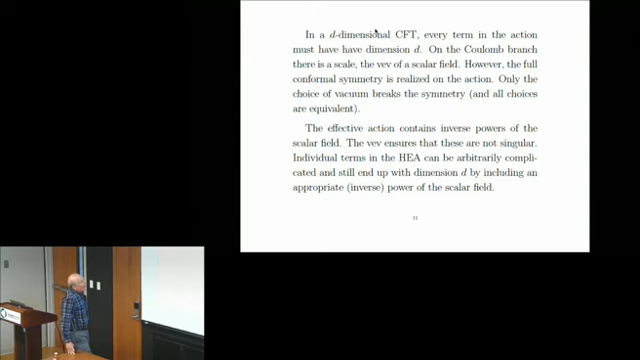 In a d-dimensional CFT, every term in the action
must have have dimension d. On the Coulomb branch
there is a scale, the vev of a scalar field. However, the full
conformal symmetry is realized on the action. Only the
choice of vacuum breaks the symmetry (and all choices
are equivalent).
The effective action contains inverse powers of the
scalar field. The vev ensures that these are not singular.
Individual terms in the HEA can be arbitrarily compli-
cated and still end up with dimension d by including an
appropriate (inverse) power of the scalar field.